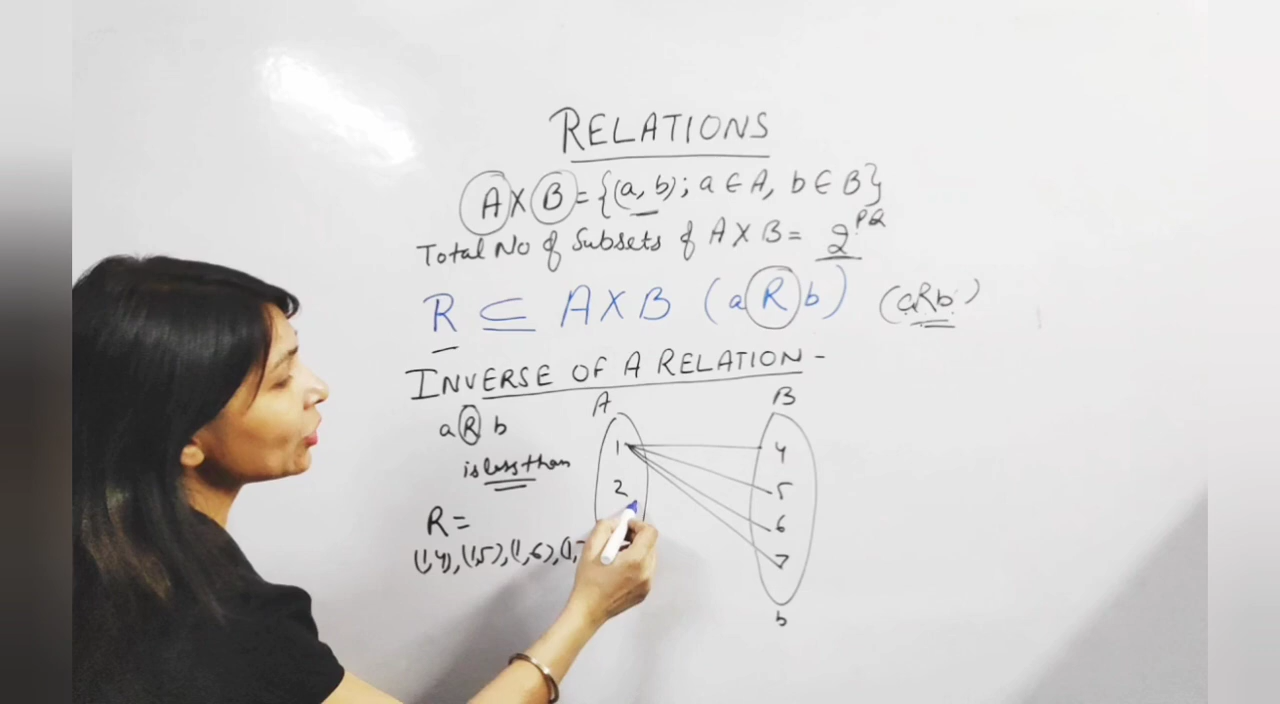 RELATIONS
A X B = {(a, b); a ∈ A, b ∈ B}
Total No of Subsets of A X B = 2^PQ
R ⊆ A X B (a R b) (aRb)
INVERSE OF A RELATION -
A B
a R b
is less than
1 4
2 5
6
7
R =
(1,4), (1,5), (1,6), (1,
b